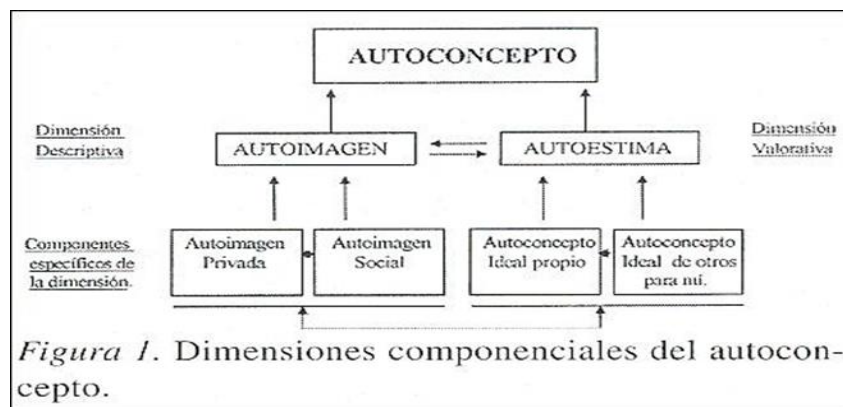 AUTOCONCEPTO
Dimensión
Descriptiva
AUTOIMAGEN
AUTOESTIMA
Dimensión
Valorativa
Componentes
específicos de
la dimensión.
Autoimagen
Privada
Autoimagen
Social
Autoconcepto
Ideal propio
Autoconcepto
Ideal de otros
para mí.
Figura 1. Dimensiones componenciales del autocon-
cepto.